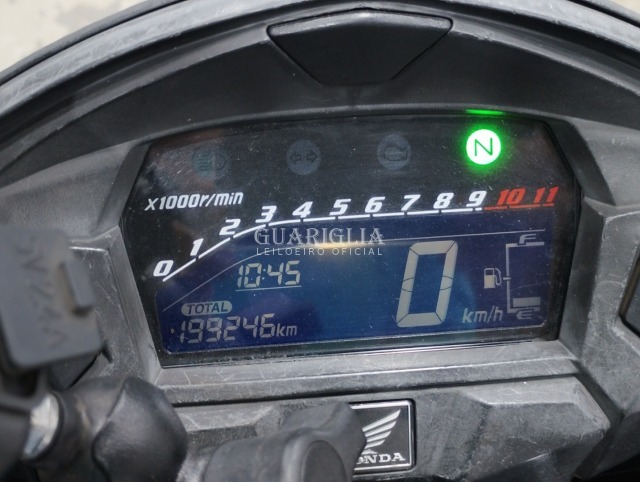 N
x1000r/min
0 1 2 3 4 5 6 7 8 9 10 11
GUARIGLIA
LEILOEIRO OFICIAL
10:45
0
F
TOTAL
199246km
km/h
E
HONDA